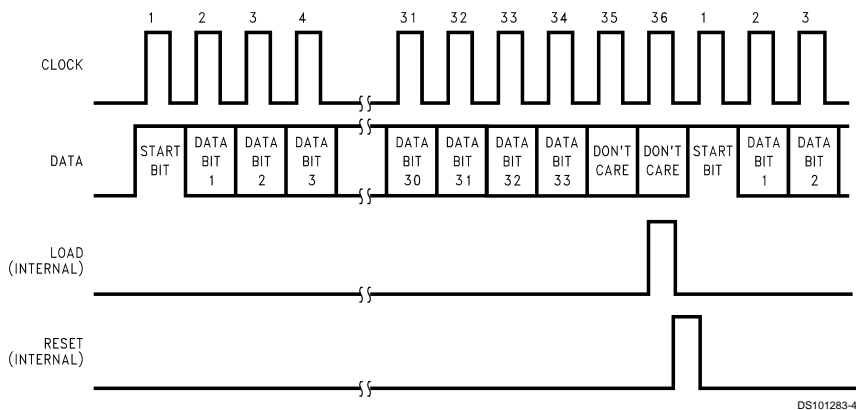 1 2 3 4 31 32 33 34 35 36 1 2 3
CLOCK
DATA
START BIT
DATA BIT 1
DATA BIT 2
DATA BIT 3
DATA BIT 30
DATA BIT 31
DATA BIT 32
DATA BIT 33
DON'T CARE
DON'T CARE
START BIT
DATA BIT 1
DATA BIT 2
LOAD
(INTERNAL)
RESET
(INTERNAL)
DS101283-4